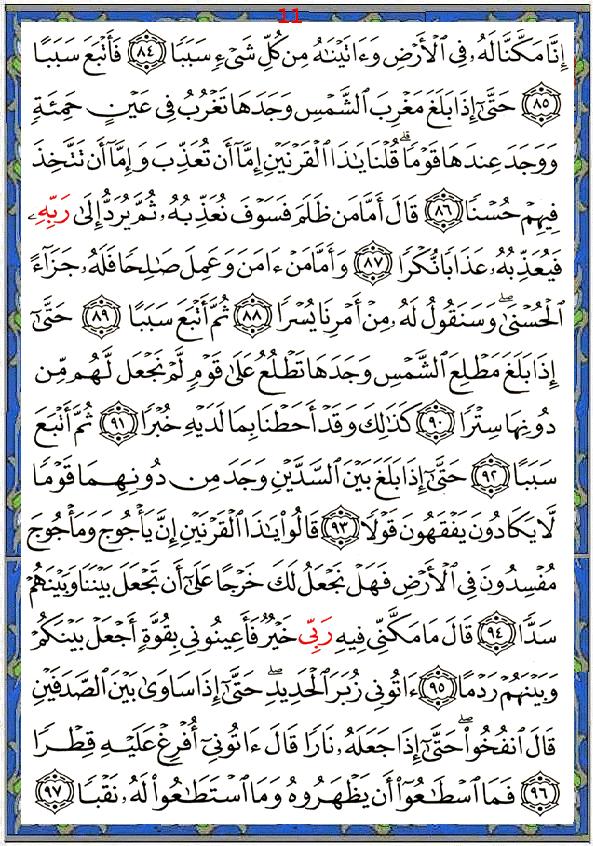 11
إِنَّا مَكَّنَّا لَهُۥ فِى ٱلْأَرْضِ وَءَاتَيْنَٰهُ مِن كُلِّ شَىْءٍ سَبَبًا ٨٤ فَأَتْبَعَ سَبَبًا
٨٥ حَتَّىٰٓ إِذَا بَلَغَ مَغْرِبَ ٱلشَّمْسِ وَجَدَهَا تَغْرُبُ فِى عَيْنٍ حَمِئَةٍ
وَوَجَدَ عِندَهَا قَوْمًا ۗ قُلْنَا يَٰذَا ٱلْقَرْنَيْنِ إِمَّآ أَن تُعَذِّبَ وَإِمَّآ أَن تَتَّخِذَ
فِيهِمْ حُسْنًا ٨٦ قَالَ أَمَّا مَن ظَلَمَ فَسَوْفَ نُعَذِّبُهُۥ ثُمَّ يُرَدُّ إِلَىٰ رَبِّهِۦ
فَيُعَذِّبُهُۥ عَذَابًا نُّكْرًا ٨٧ وَأَمَّا مَنْ ءَامَنَ وَعَمِلَ صَٰلِحًا فَلَهُۥ جَزَآءً
ٱلْحُسْنَىٰ ۖ وَسَنَقُولُ لَهُۥ مِنْ أَمْرِنَا يُسْرًا ٨٨ ثُمَّ أَتْبَعَ سَبَبًا ٨٩ حَتَّىٰٓ
إِذَا بَلَغَ مَطْلِعَ ٱلشَّمْسِ وَجَدَهَا تَطْلُعُ عَلَىٰ قَوْمٍ لَّمْ نَجْعَل لَّهُم مِّن
دُونِهَا سِتْرًا ٩٠ كَذَٰلِكَ وَقَدْ أَحَطْنَا بِمَا لَدَيْهِ خُبْرًا ٩١ ثُمَّ أَتْبَعَ
سَبَبًا ٩٢ حَتَّىٰٓ إِذَا بَلَغَ بَيْنَ ٱلسَّدَّيْنِ وَجَدَ مِن دُونِهِمَا قَوْمًا
لَّا يَكَادُونَ يَفْقَهُونَ قَوْلًا ٩٣ قَالُوا۟ يَٰذَا ٱلْقَرْنَيْنِ إِنَّ يَأْجُوجَ وَمَأْجُوجَ
مُفْسِدُونَ فِى ٱلْأَرْضِ فَهَلْ نَجْعَلُ لَكَ خَرْجًا عَلَىٰٓ أَن تَجْعَلَ بَيْنَنَا وَبَيْنَهُمْ
سَدًّا ٩٤ قَالَ مَا مَكَّنِّى فِيهِ رَبِّى خَيْرٌ فَأَعِينُونِى بِقُوَّةٍ أَجْعَلْ بَيْنَكُمْ
وَبَيْنَهُمْ رَدْمًا ٩٥ ءَاتُونِى زُبَرَ ٱلْحَدِيدِ ۖ حَتَّىٰٓ إِذَا سَاوَىٰ بَيْنَ ٱلصَّدَفَيْنِ
قَالَ ٱنفُخُوا۟ ۖ حَتَّىٰٓ إِذَا جَعَلَهُۥ نَارًا قَالَ ءَاتُونِىٓ أُفْرِغْ عَلَيْهِ قِطْرًا
٩٦ فَمَا ٱسْطَٰعُوٓا۟ أَن يَظْهَرُوهُ وَمَا ٱسْتَطَٰعُوا۟ لَهُۥ نَقْبًا ٩٧